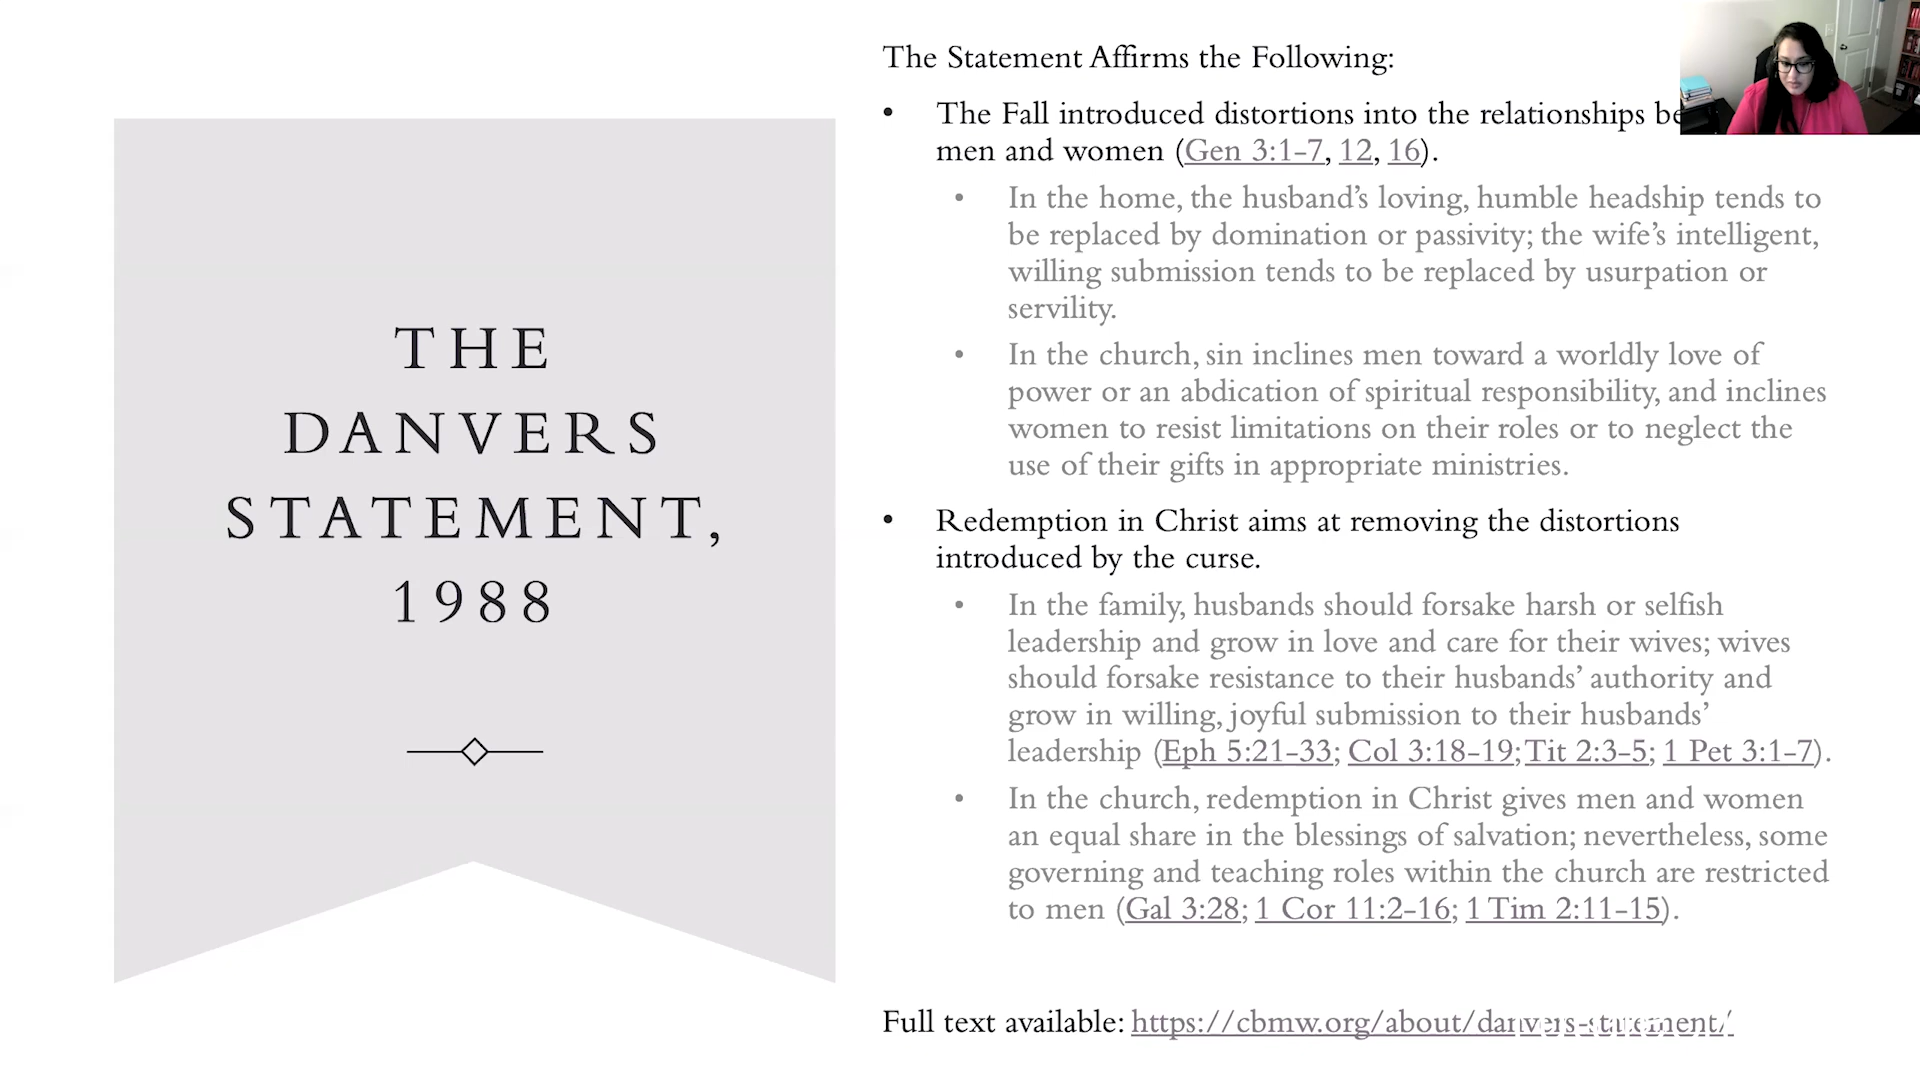 THE
DANVERS
STATEMENT,
1988
The Statement Affirms the Following:
• The Fall introduced distortions into the relationships
men and women (Gen 3:1-7, 12, 16).
• In the home, the husband's loving, humble headship tends to
be replaced by domination or passivity; the wife's intelligent,
willing submission tends to be replaced by usurpation or
servility.
• In the church, sin inclines men toward a worldly love of
power or an abdication of spiritual responsibility, and inclines
women to resist limitations on their roles or to neglect the
use of their gifts in appropriate ministries.
• Redemption in Christ aims at removing the distortions
introduced by the curse.
• In the family, husbands should forsake harsh or selfish
leadership and grow in love and care for their wives; wives
should forsake resistance to their husbands' authority and
grow in willing, joyful submission to their husbands'
leadership (Eph 5:21-33; Col 3:18-19; Tit 2:3-5; 1 Pet 3:1-7).
• In the church, redemption in Christ gives men and women
an equal share in the blessings of salvation; nevertheless, some
governing and teaching roles within the church are restricted
to men (Gal 3:28; 1 Cor 11:2-16; 1 Tim 2:11-15).
Full text available: https://cbmw.org/about/danvers-statement/